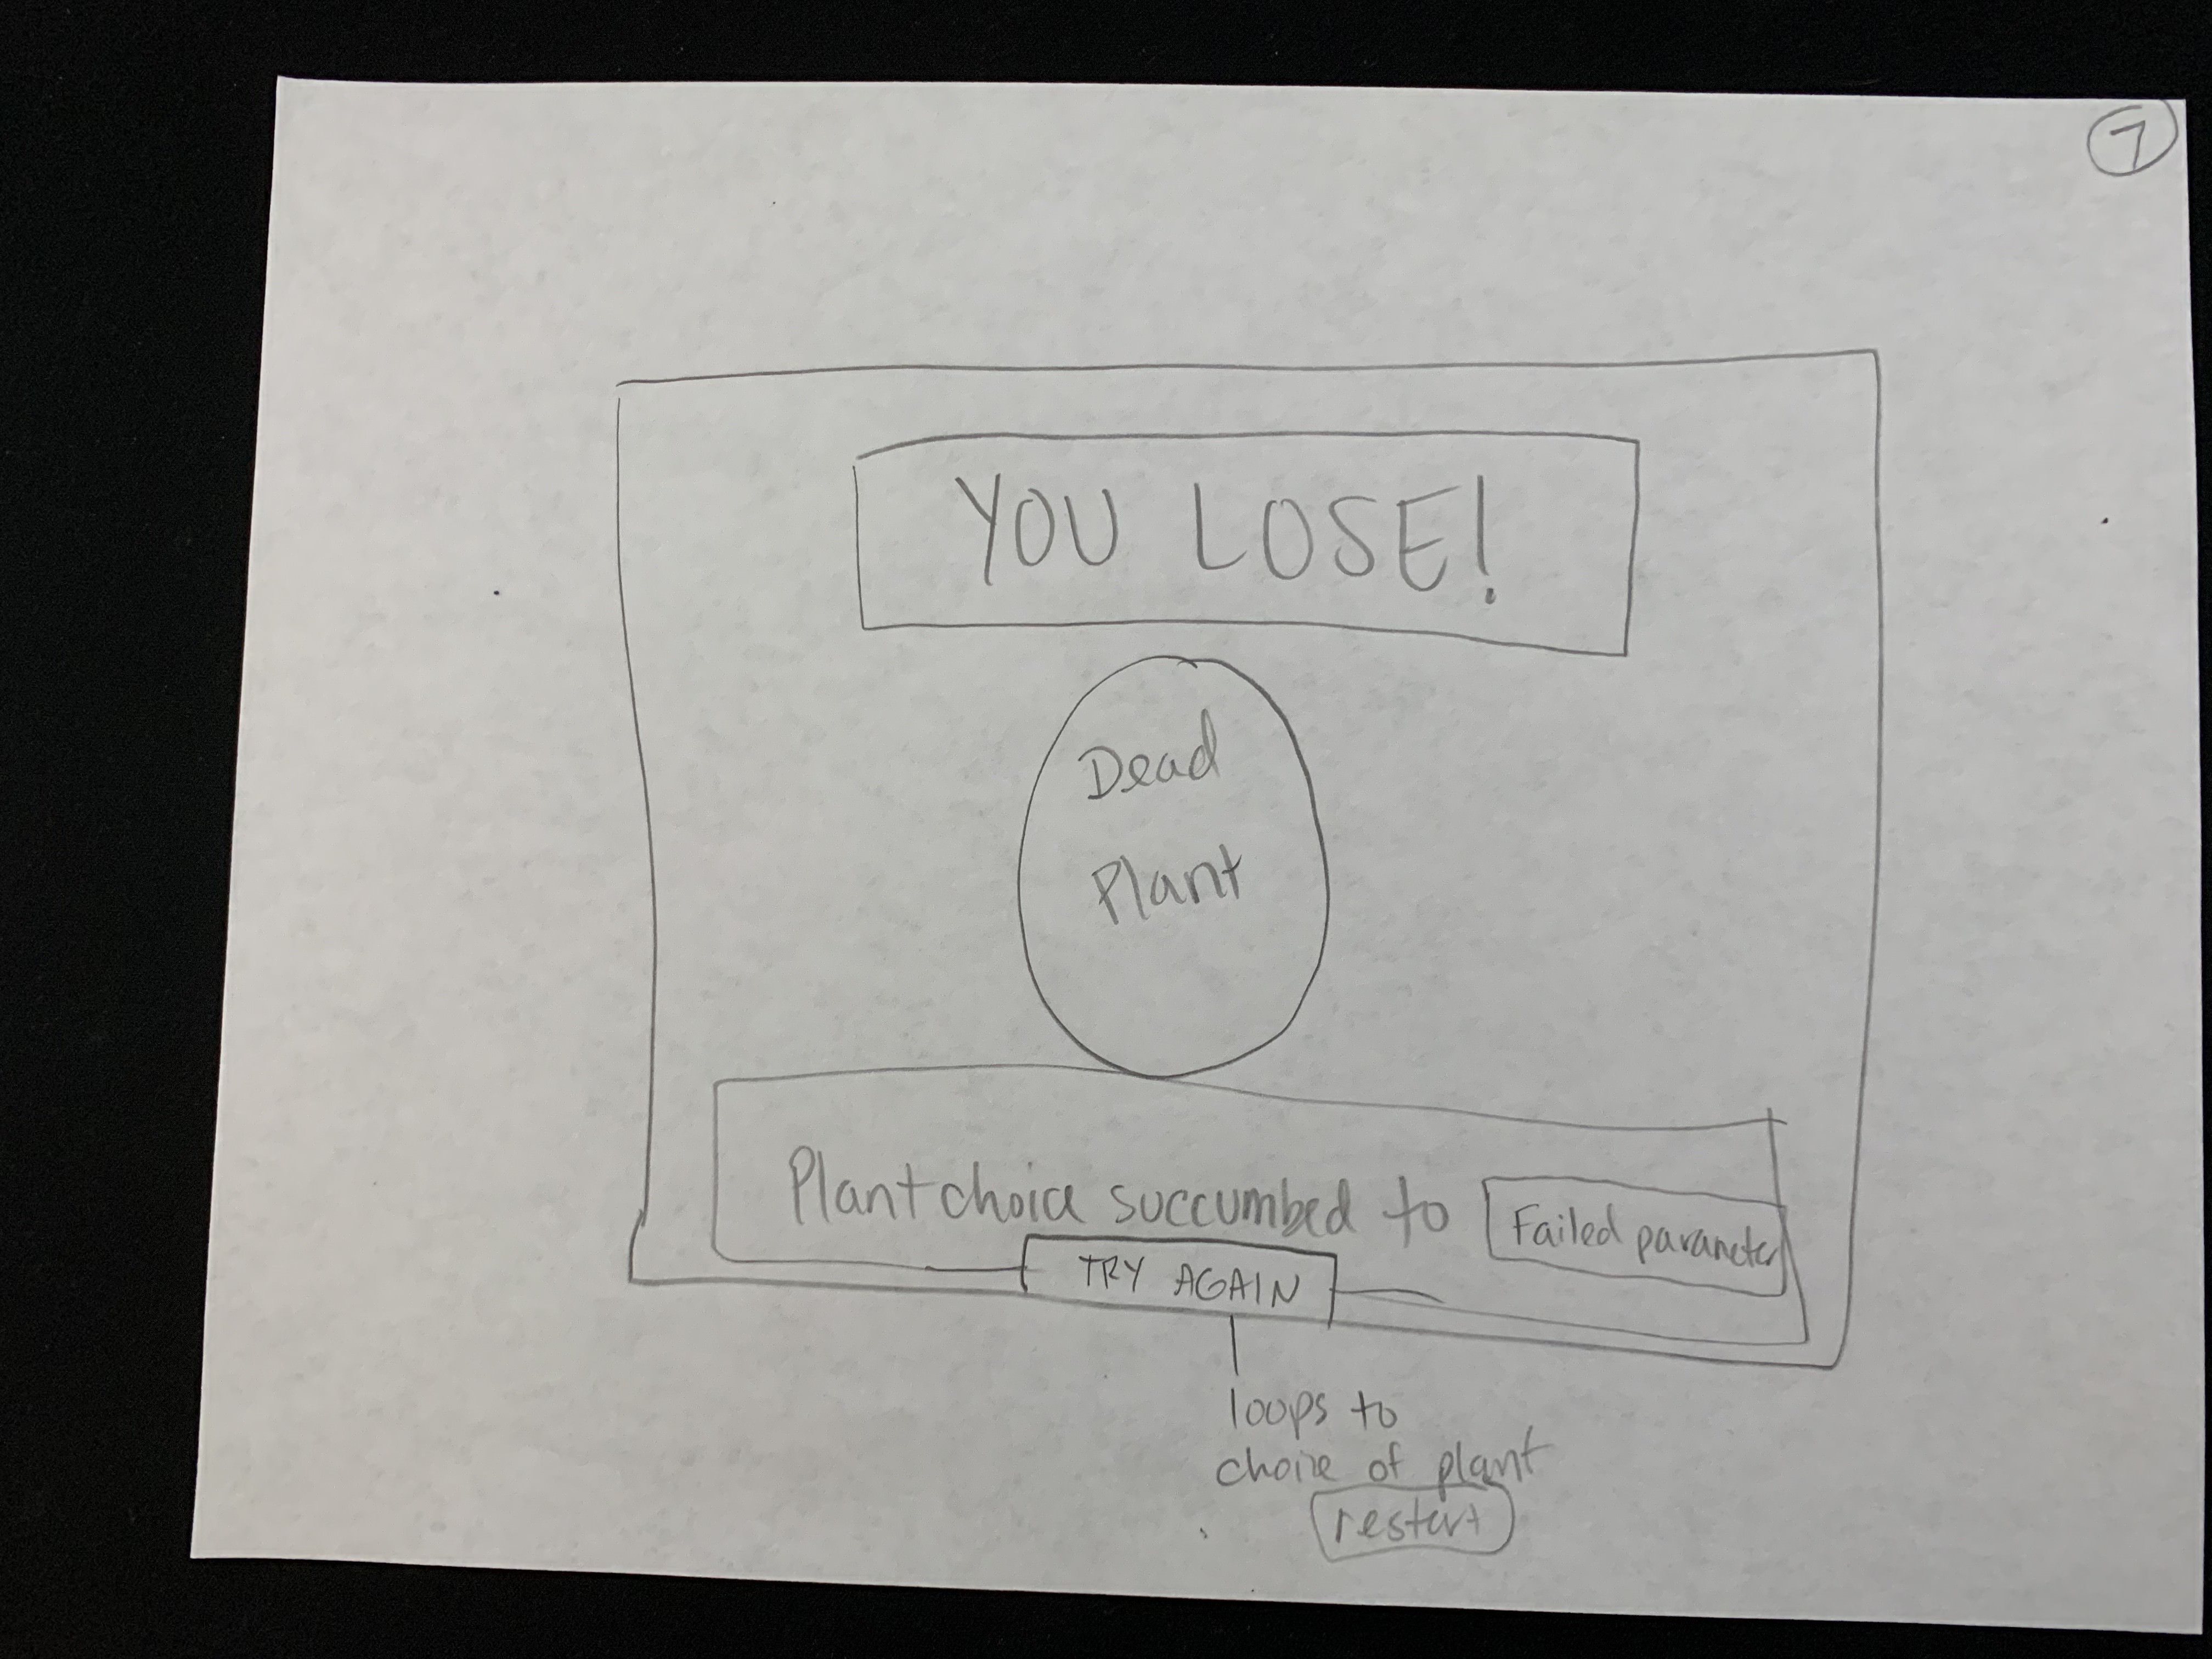 7
YOU LOSE!
Dead
Plant
Plant choice succumbed to Failed parameter
TRY AGAIN
loops to
choice of plant
restart